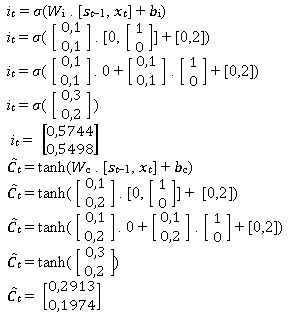 i_t = σ(W_i . [s_{t-1}, x_t] + b_i)
i_t = σ( [0,1 0,1] . [0, [1 0]] + [0,2])
i_t = σ( [0,1 0,1] . 0 + [0,1 0,1] . [1 0] + [0,2])
i_t = σ( [0,3 0,2] )
i_t = [0,5744 0,5498]
Ĉ_t = tanh(W_c . [s_{t-1}, x_t] + b_c)
Ĉ_t = tanh( [0,1 0,2] . [0, [1 0]] + [0,2])
Ĉ_t = tanh( [0,1 0,2] . 0 + [0,1 0,2] . [1 0] + [0,2])
Ĉ_t = tanh( [0,3 0,2] )
Ĉ_t = [0,2913 0,1974]